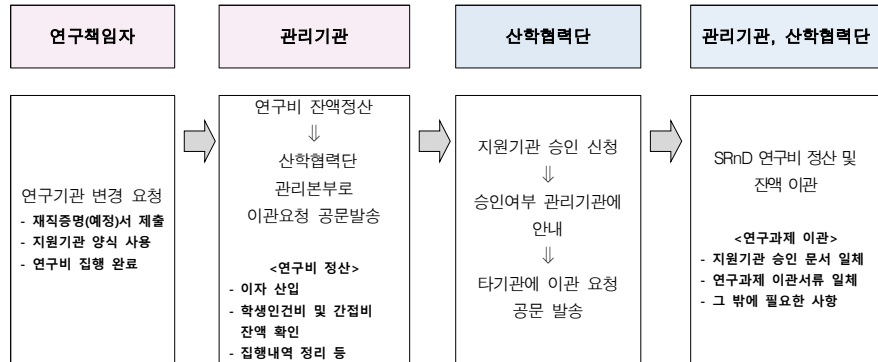 연구책임자
관리기관
산학협력단
관리기관, 산학협력단
연구기관 변경 요청
- 재직증명(예정)서 제출
- 지원기관 양식 사용
- 연구비 집행 완료
연구비 잔액정산
⇓
산학협력단
관리본부로
이관요청 공문발송
<연구비 정산>
- 이자 산입
- 학생인건비 및 간접비
잔액 확인
- 집행내역 정리 등
지원기관 승인 신청
⇓
승인여부 관리기관에
안내
⇓
타기관에 이관 요청
공문 발송
SRnD 연구비 정산 및
잔액 이관
<연구과제 이관>
- 지원기관 승인 문서 일체
- 연구과제 이관서류 일체
- 그 밖에 필요한 사항